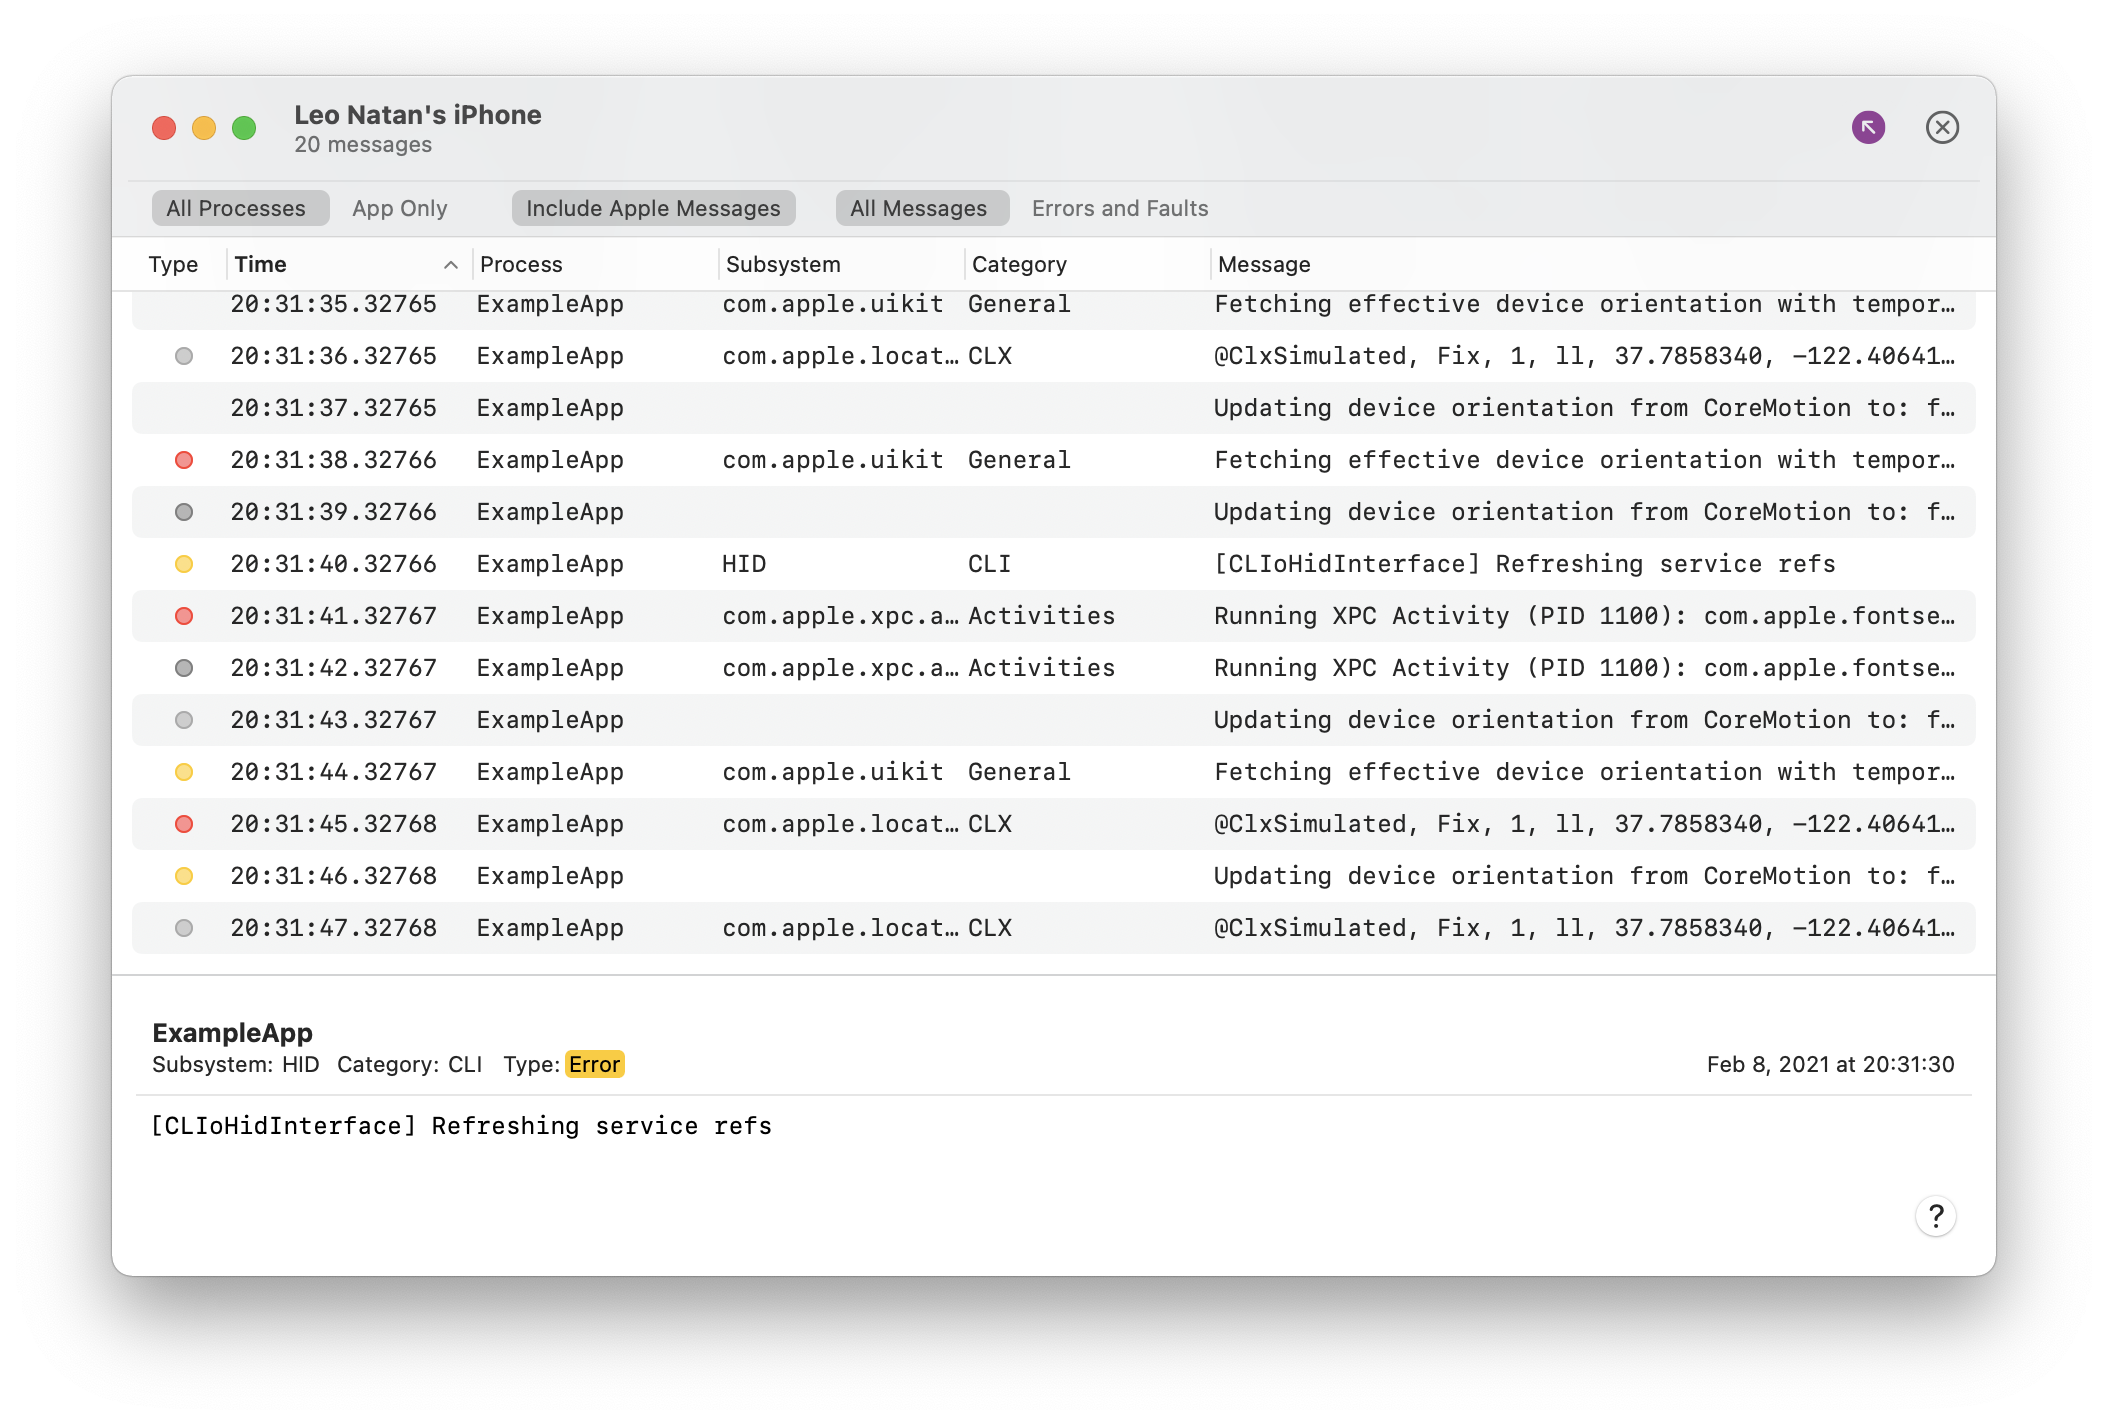 Leo Natan's iPhone
20 messages
All Processes App Only Include Apple Messages All Messages Errors and Faults
Type Time Process Subsystem Category Message
20:31:35.32765 ExampleApp com.apple.uikit General Fetching effective device orientation with tempor…
20:31:36.32765 ExampleApp com.apple.locat… CLX @ClxSimulated, Fix, 1, ll, 37.7858340, -122.40641…
20:31:37.32765 ExampleApp Updating device orientation from CoreMotion to: f…
20:31:38.32766 ExampleApp com.apple.uikit General Fetching effective device orientation with tempor…
20:31:39.32766 ExampleApp Updating device orientation from CoreMotion to: f…
20:31:40.32766 ExampleApp HID CLI [CLIoHidInterface] Refreshing service refs
20:31:41.32767 ExampleApp com.apple.xpc.a… Activities Running XPC Activity (PID 1100): com.apple.fontse…
20:31:42.32767 ExampleApp com.apple.xpc.a… Activities Running XPC Activity (PID 1100): com.apple.fontse…
20:31:43.32767 ExampleApp Updating device orientation from CoreMotion to: f…
20:31:44.32767 ExampleApp com.apple.uikit General Fetching effective device orientation with tempor…
20:31:45.32768 ExampleApp com.apple.locat… CLX @ClxSimulated, Fix, 1, ll, 37.7858340, -122.40641…
20:31:46.32768 ExampleApp Updating device orientation from CoreMotion to: f…
20:31:47.32768 ExampleApp com.apple.locat… CLX @ClxSimulated, Fix, 1, ll, 37.7858340, -122.40641…
ExampleApp
Subsystem: HID Category: CLI Type: Error Feb 8, 2021 at 20:31:30
[CLIoHidInterface] Refreshing service refs
?